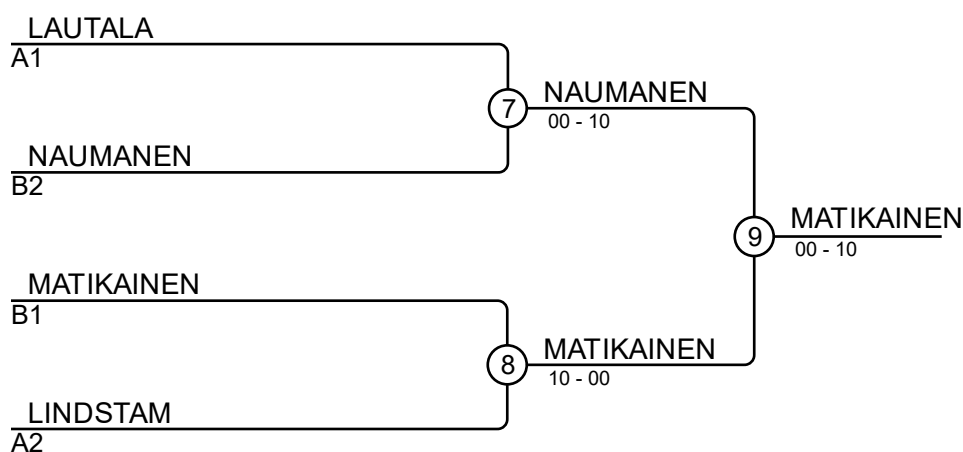 LAUTALA
A1
7
NAUMANEN
00 - 10
NAUMANEN
B2
9
MATIKAINEN
00 - 10
MATIKAINEN
B1
8
MATIKAINEN
10 - 00
LINDSTAM
A2